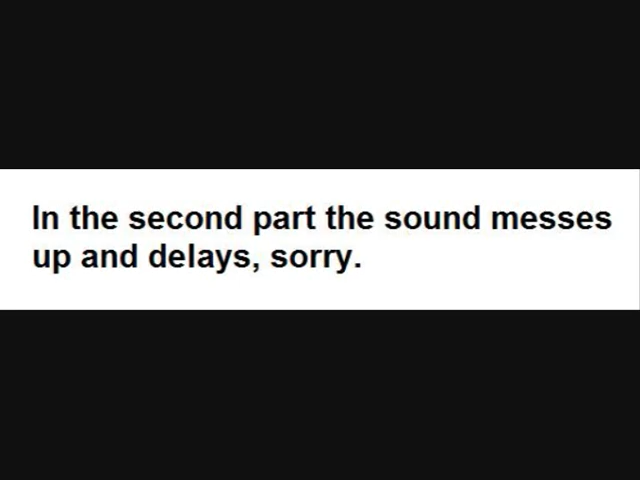 In the second part the sound messes
up and delays, sorry.